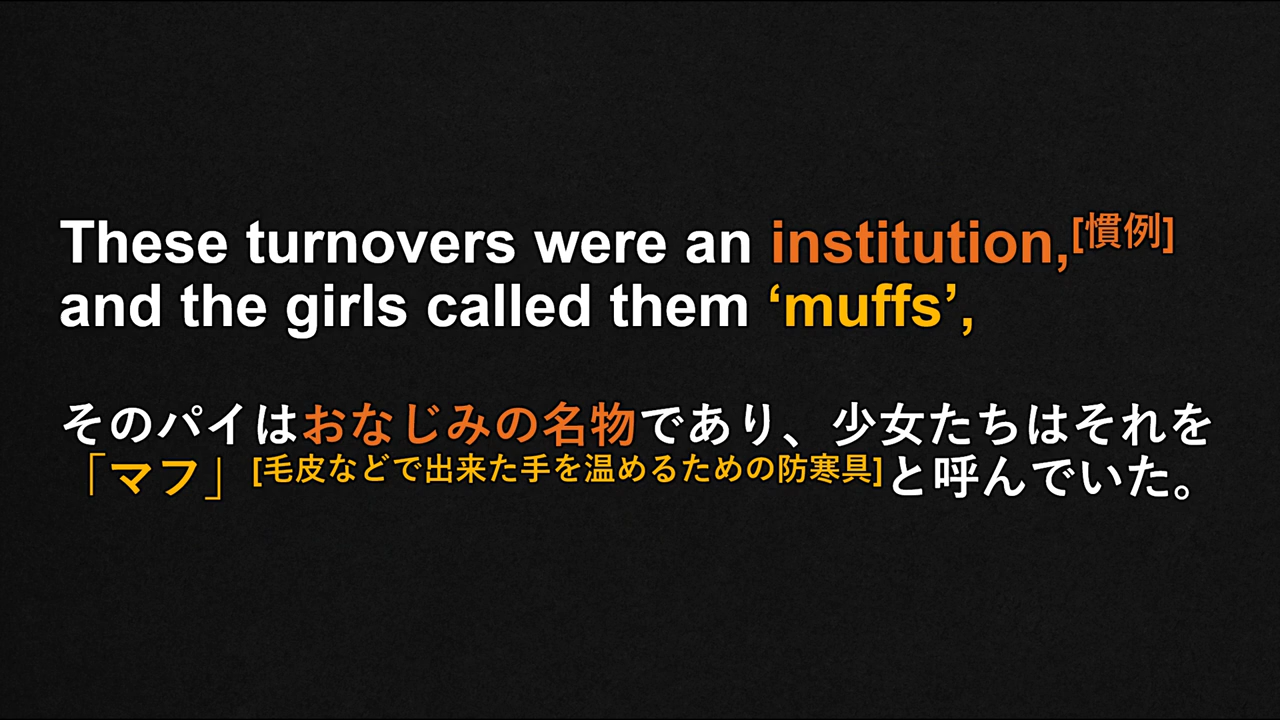 These turnovers were an institution,[慣例]
and the girls called them ‘muffs’,
そのパイはおなじみの名物であり、少女たちはそれを
「マフ」[毛皮などで出来た手を温めるための防寒具]と呼んでいた。